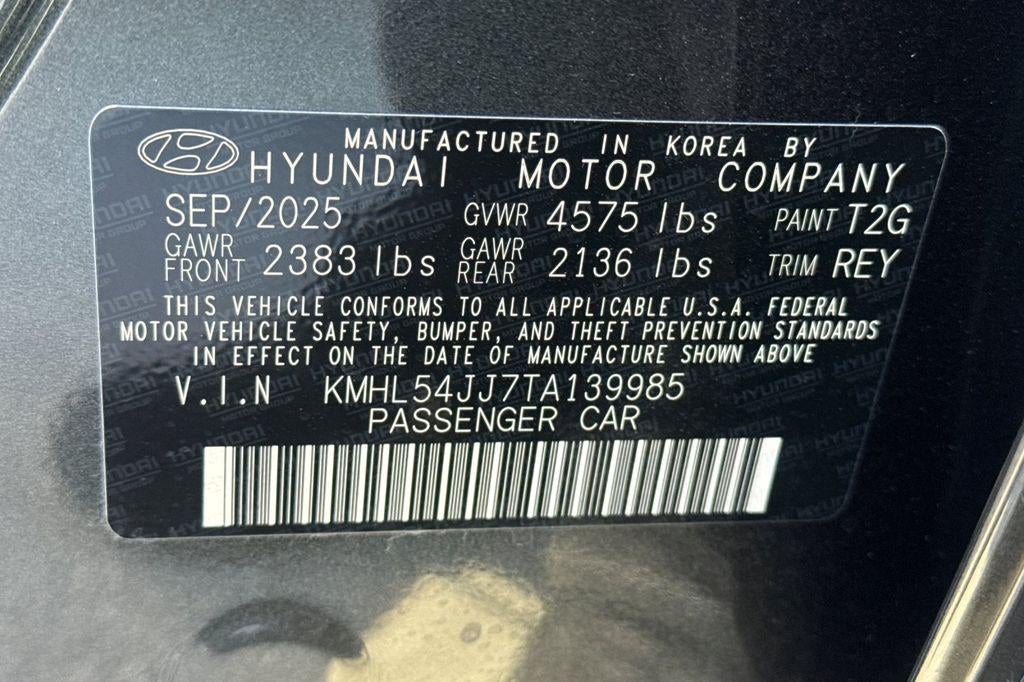 MANUFACTURED IN KOREA BY
HYUNDAI MOTOR COMPANY
SEP/2025 GVWR 4575 lbs PAINT T2G
GAWR FRONT 2383 lbs GAWR REAR 2136 lbs TRIM REY
THIS VEHICLE CONFORMS TO ALL APPLICABLE U.S.A. FEDERAL
MOTOR VEHICLE SAFETY, BUMPER, AND THEFT PREVENTION STANDARDS
IN EFFECT ON THE DATE OF MANUFACTURE SHOWN ABOVE
V.I.N KMHL54JJ7TA139985
PASSENGER CAR